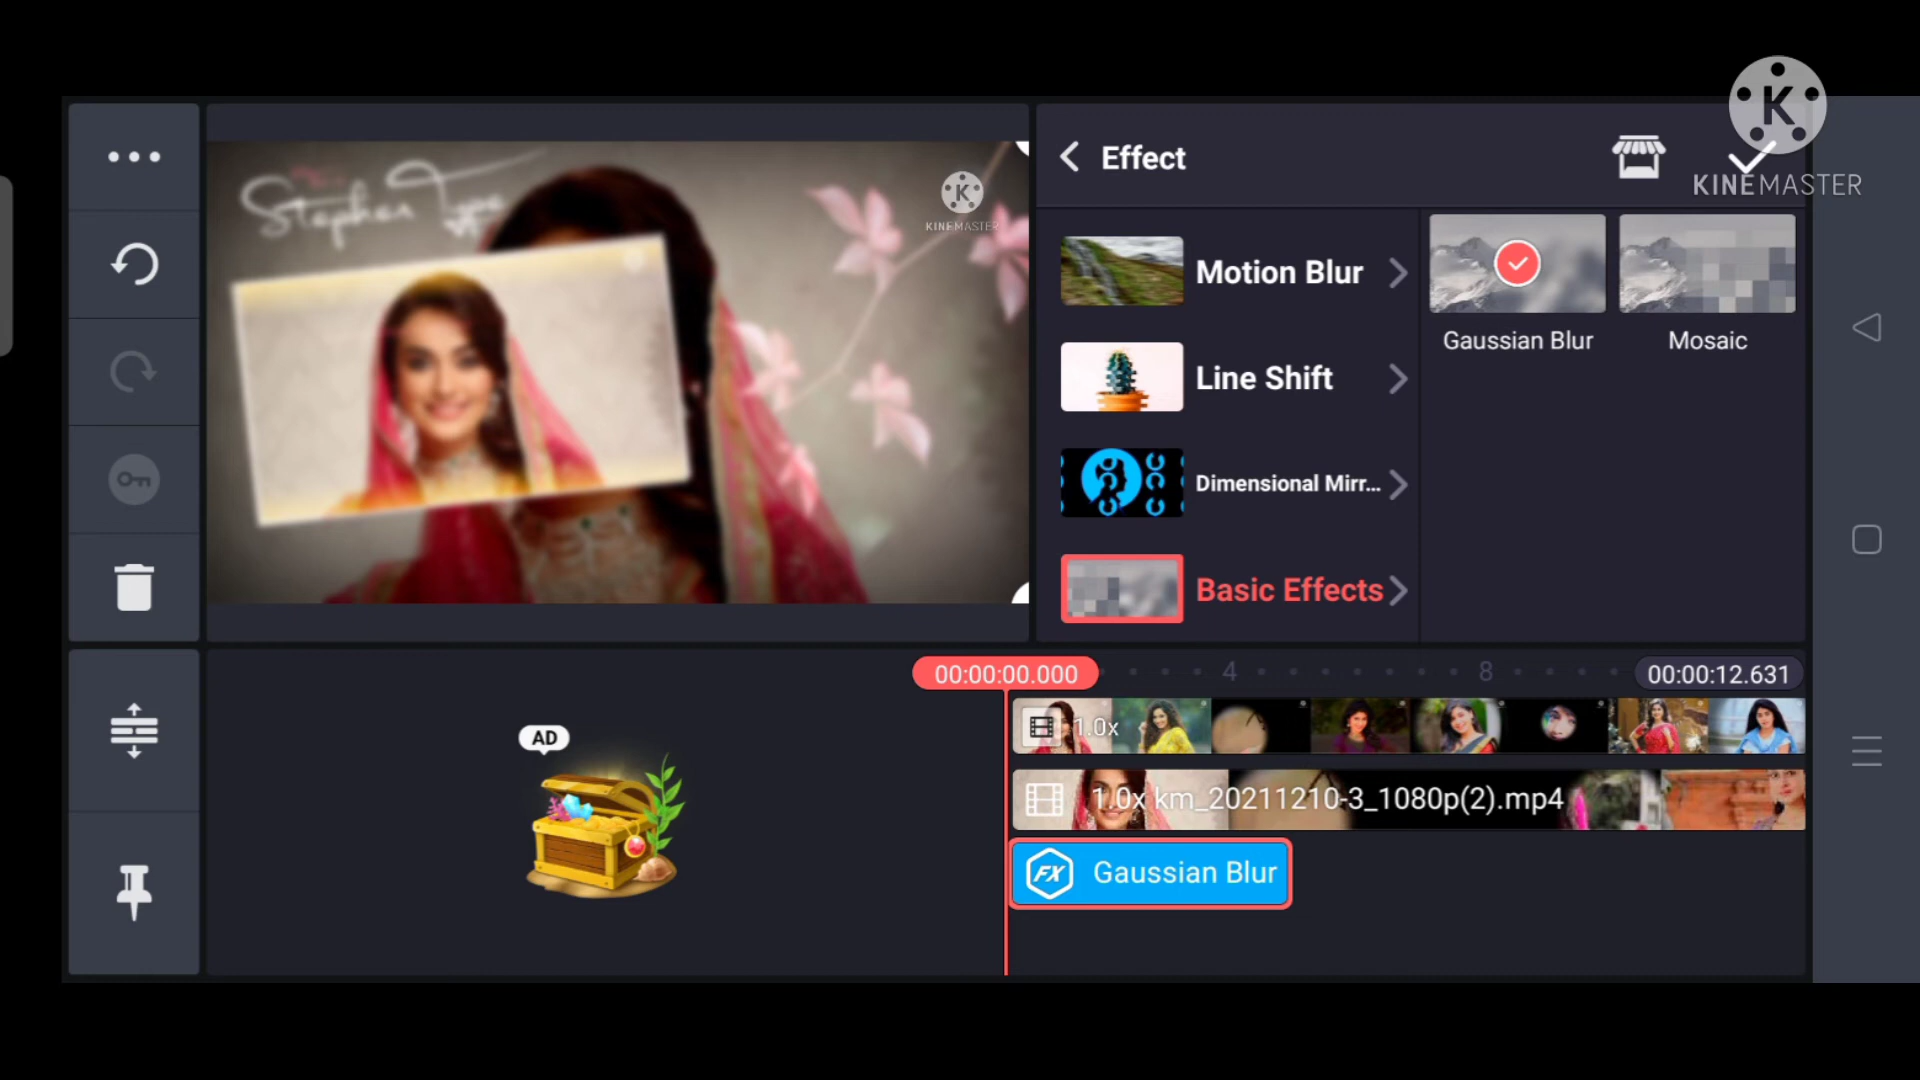 Effect
KINEMASTER
KINEMASTER
Motion Blur
Line Shift
Dimensional Mirr...
Basic Effects
Gaussian Blur
Mosaic
00:00:00.000
4
8
00:00:12.631
AD
1.0x
1.0x km_20211210-3_1080p(2).mp4
FX
Gaussian Blur